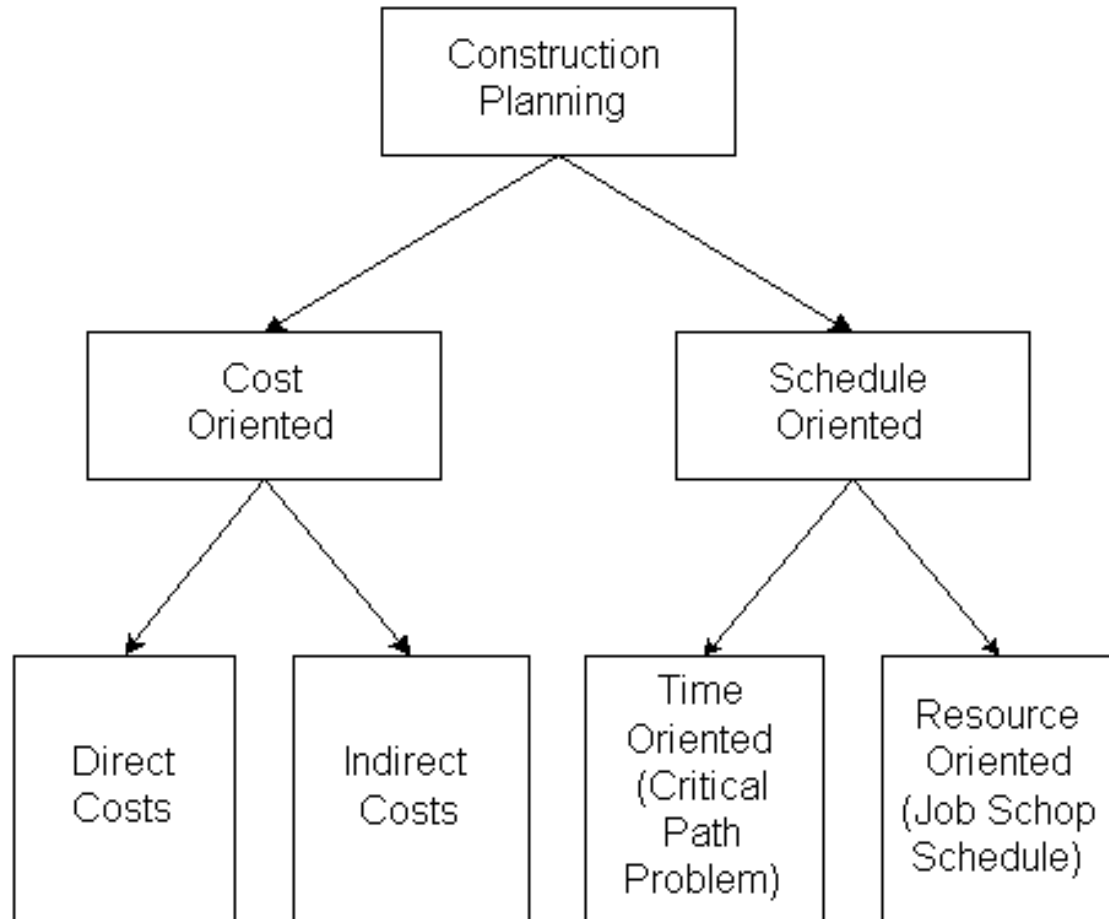 Construction
Planning
Cost
Oriented
Schedule
Oriented
Direct
Costs
Indirect
Costs
Time
Oriented
(Critical
Path
Problem)
Resource
Oriented
(Job Schop
Schedule)